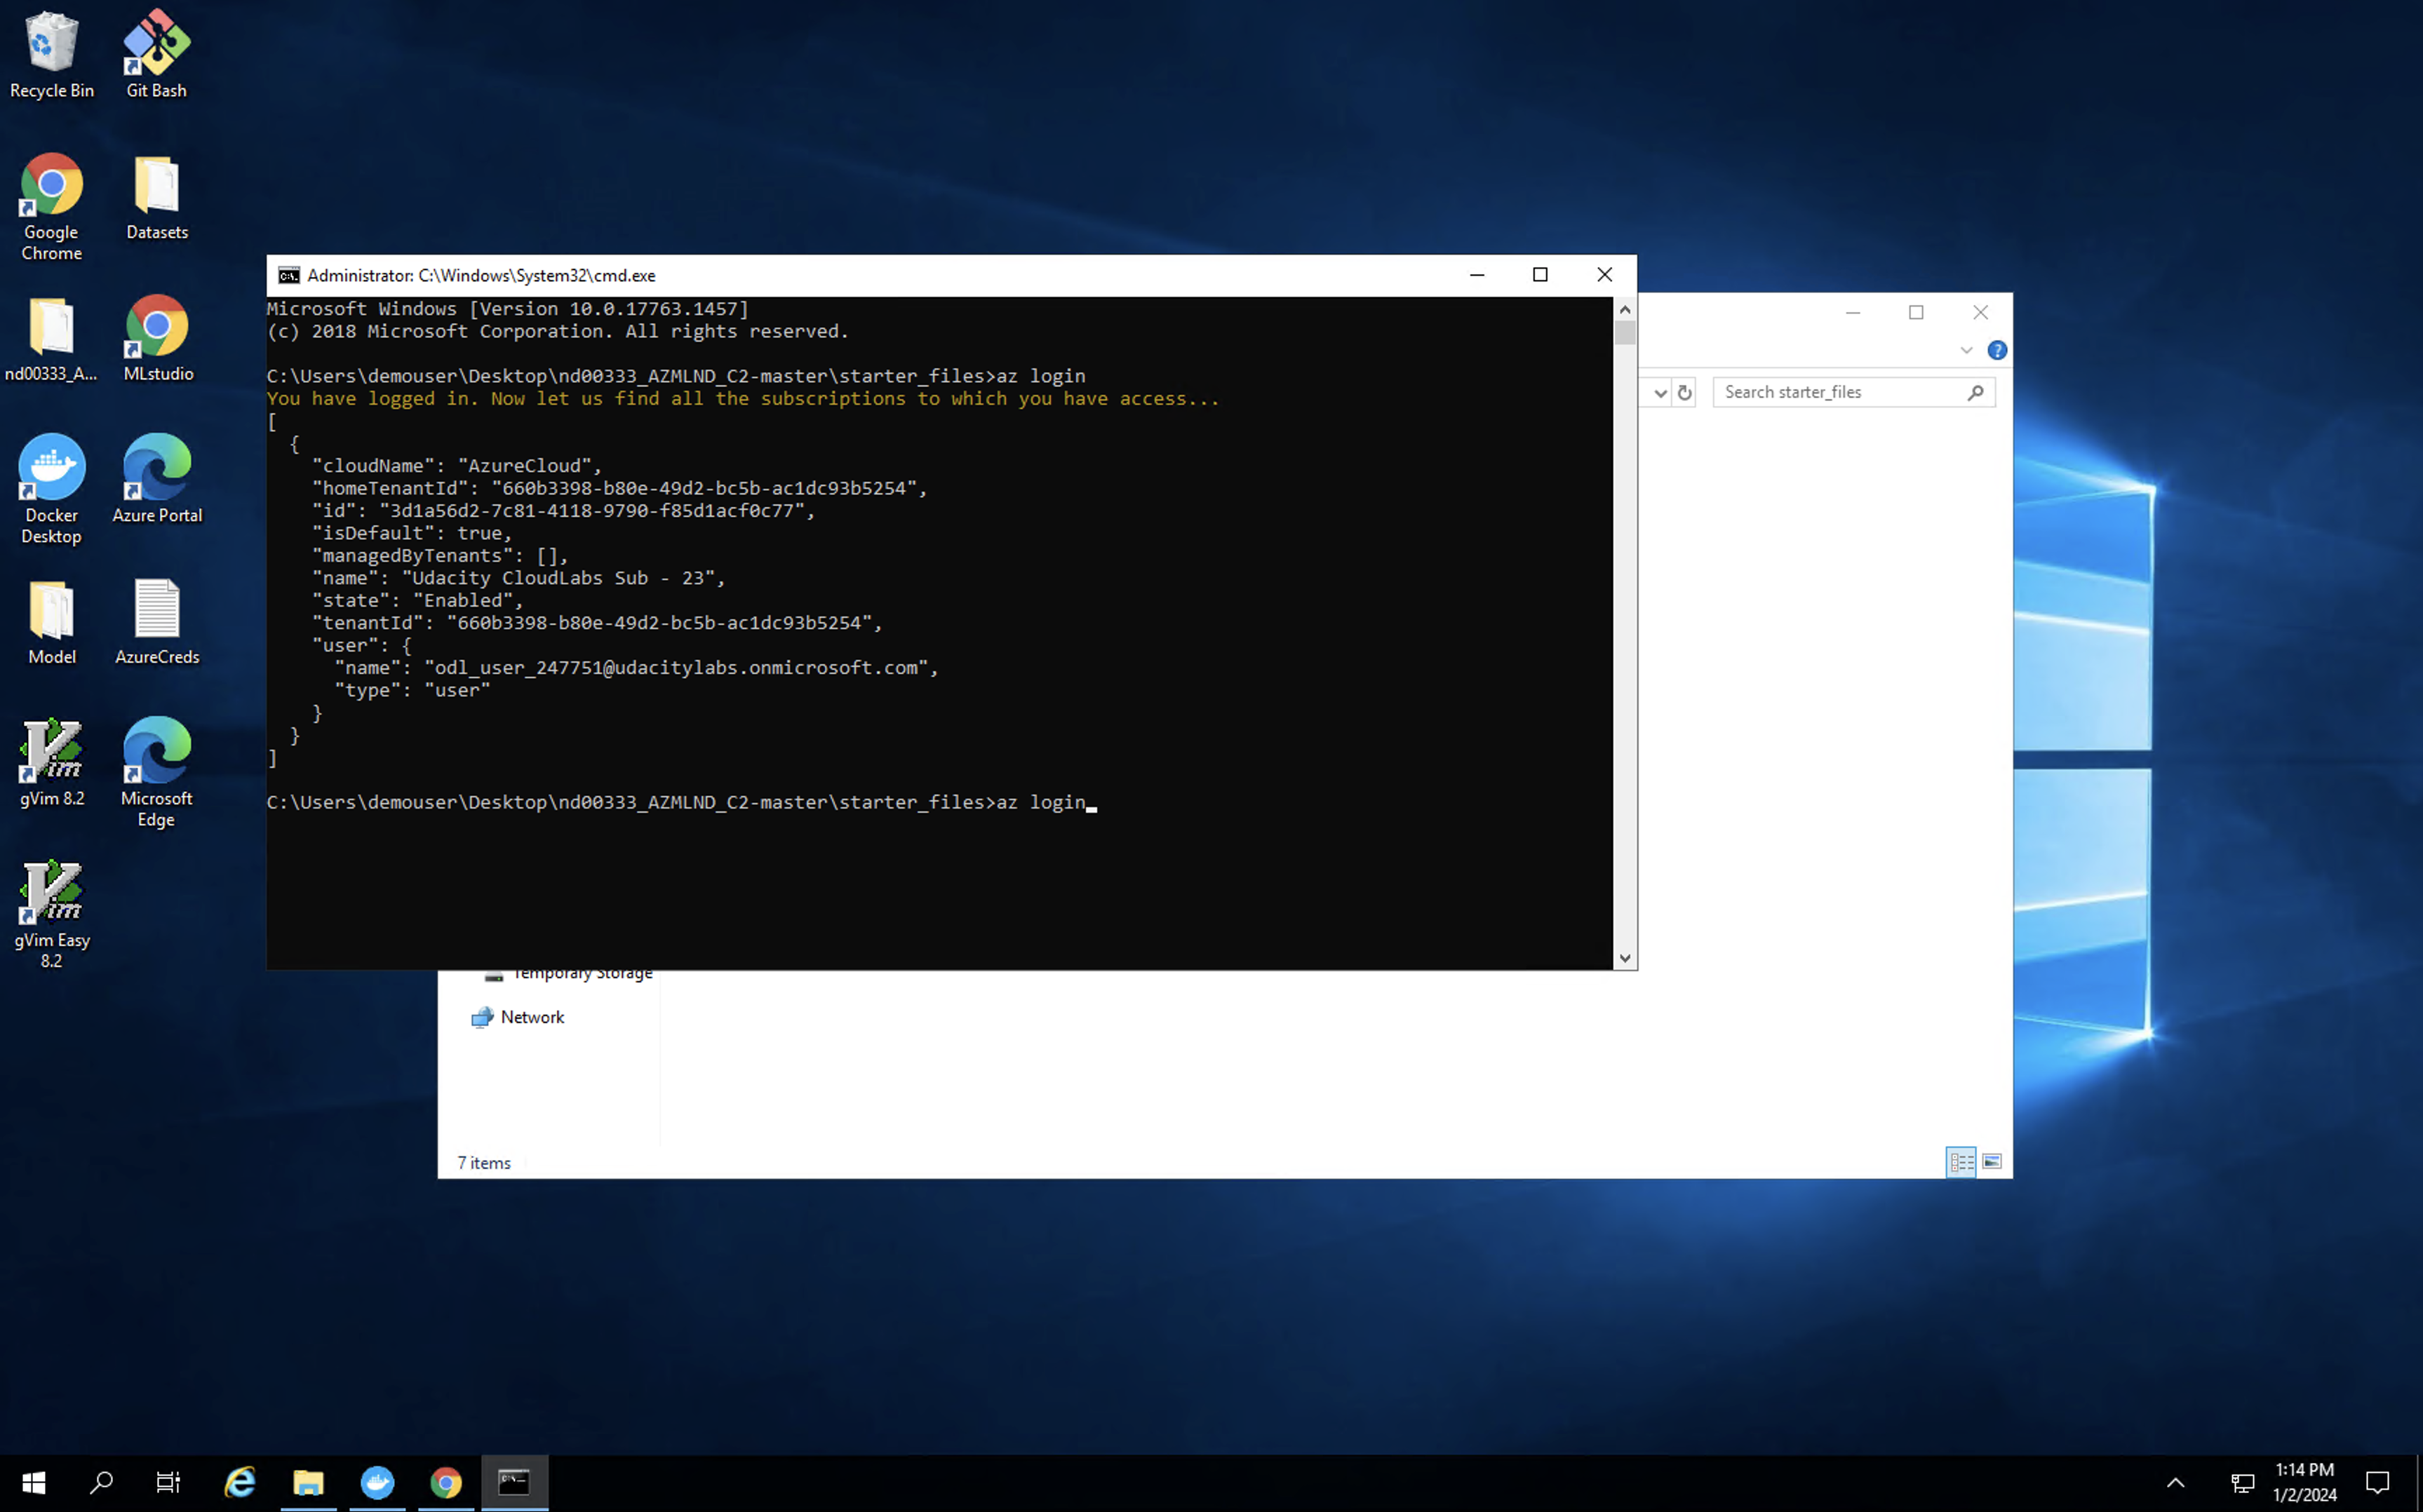 Recycle Bin
Git Bash
Google
Chrome
Datasets
nd00333_A...
MLstudio
Docker
Desktop
Azure Portal
Model
AzureCreds
gVim 8.2
Microsoft
Edge
gVim Easy
8.2
Administrator: C:\Windows\System32\cmd.exe
Microsoft Windows [Version 10.0.17763.1457]
(c) 2018 Microsoft Corporation. All rights reserved.
C:\Users\demouser\Desktop\nd00333_AZMLND_C2-master\starter_files>az login
You have logged in. Now let us find all the subscriptions to which you have access...
[
  {
    "cloudName": "AzureCloud",
    "homeTenantId": "660b3398-b80e-49d2-bc5b-ac1dc93b5254",
    "id": "3d1a56d2-7c81-4118-9790-f85d1acf0c77",
    "isDefault": true,
    "managedByTenants": [],
    "name": "Udacity CloudLabs Sub - 23",
    "state": "Enabled",
    "tenantId": "660b3398-b80e-49d2-bc5b-ac1dc93b5254",
    "user": {
      "name": "odl_user_247751@udacitylabs.onmicrosoft.com",
      "type": "user"
    }
  }
]
C:\Users\demouser\Desktop\nd00333_AZMLND_C2-master\starter_files>az login
Search starter_files
Temporary Storage
Network
7 items
1:14 PM
1/2/2024